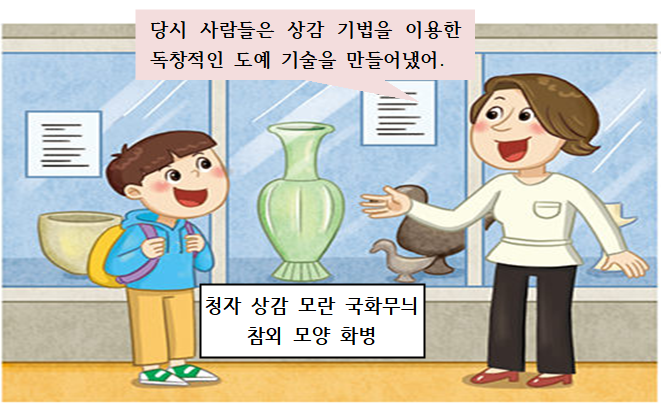 당시 사람들은 상감 기법을 이용한
독창적인 도예 기술을 만들어냈어.
청자 상감 모란 국화무늬
참외 모양 화병